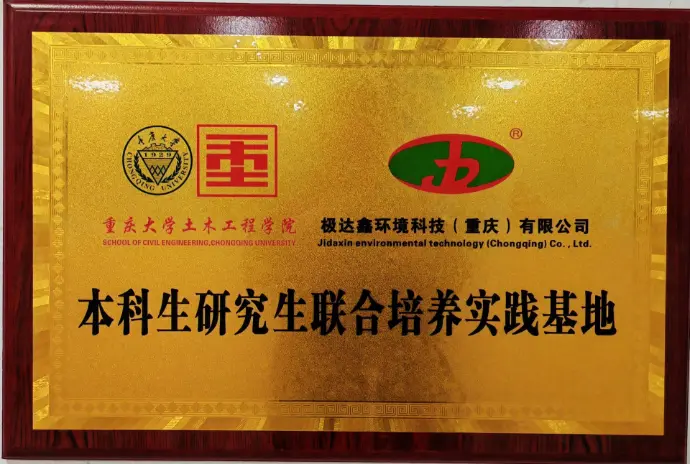 重庆大学
1929
CHONGQING UNIVERSITY
®
重庆大学土木工程学院
SCHOOL OF CIVIL ENGINEERING,CHONGQING UNIVERSITY
极达鑫环境科技（重庆）有限公司
Jidaxin environmental technology (Chongqing) Co., Ltd.
本科生研究生联合培养实践基地